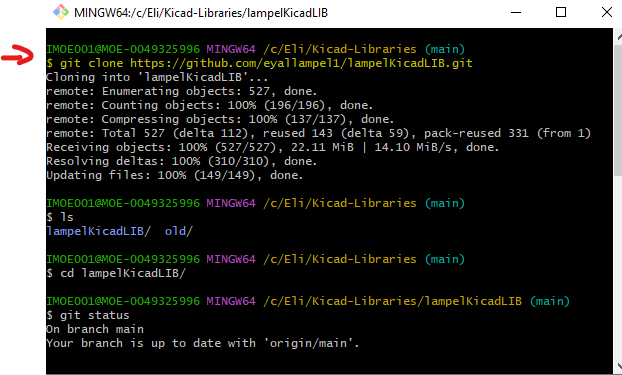 MINGW64:/c/Eli/Kicad-Libraries/lampelKicadLIB
IMOE001@MOE-0049325996 MINGW64 /c/Eli/Kicad-Libraries (main)
$ git clone https://github.com/eyallampel1/lampelKicadLIB.git
Cloning into 'lampelKicadLIB'...
remote: Enumerating objects: 527, done.
remote: Counting objects: 100% (196/196), done.
remote: Compressing objects: 100% (137/137), done.
remote: Total 527 (delta 112), reused 143 (delta 59), pack-reused 331 (from 1)
Receiving objects: 100% (527/527), 22.11 MiB | 14.10 MiB/s, done.
Resolving deltas: 100% (310/310), done.
Updating files: 100% (149/149), done.
IMOE001@MOE-0049325996 MINGW64 /c/Eli/Kicad-Libraries (main)
$ ls
lampelKicadLIB/  old/
IMOE001@MOE-0049325996 MINGW64 /c/Eli/Kicad-Libraries (main)
$ cd lampelKicadLIB/
IMOE001@MOE-0049325996 MINGW64 /c/Eli/Kicad-Libraries/lampelKicadLIB (main)
$ git status
On branch main
Your branch is up to date with 'origin/main'.